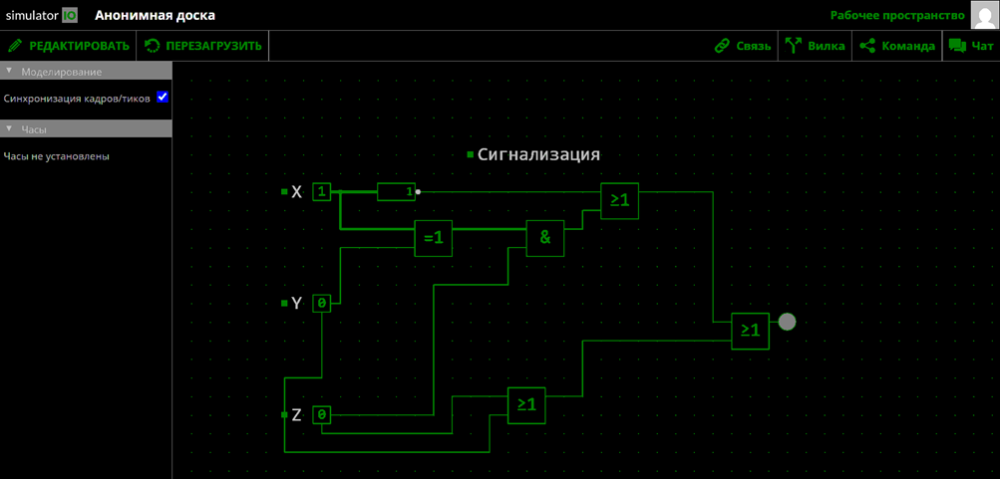 simulator IO Анонимная доска Рабочее пространство
РЕДАКТИРОВАТЬ ПЕРЕЗАГРУЗИТЬ Связь Вилка Команда Чат
Моделирование
Синхронизация кадров/тиков
Часы
Часы не установлены
Сигнализация
X 1 1 ≥1
=1 &
Y 0
≥1
Z 0 ≥1